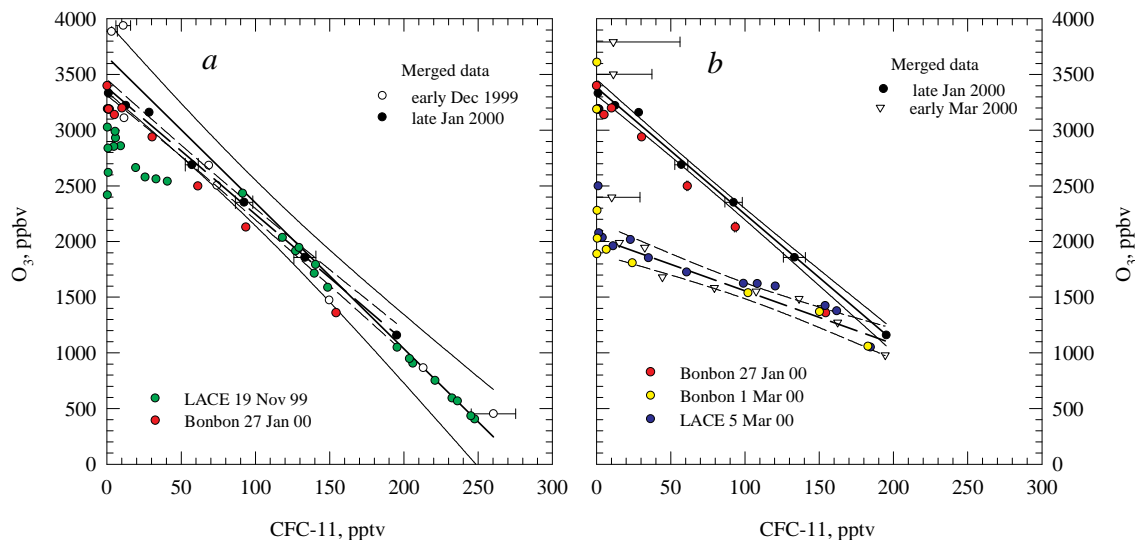 4000
3500
3000
2500
2000
1500
1000
500
0
O3, ppbv
a
Merged data
early Dec 1999
late Jan 2000
LACE 19 Nov 99
Bonbon 27 Jan 00
0 50 100 150 200 250 300
CFC-11, pptv
b
Merged data
late Jan 2000
early Mar 2000
Bonbon 27 Jan 00
Bonbon 1 Mar 00
LACE 5 Mar 00
0 50 100 150 200 250 300
CFC-11, pptv
4000
3500
3000
2500
2000
1500
1000
500
0
O3, ppbv